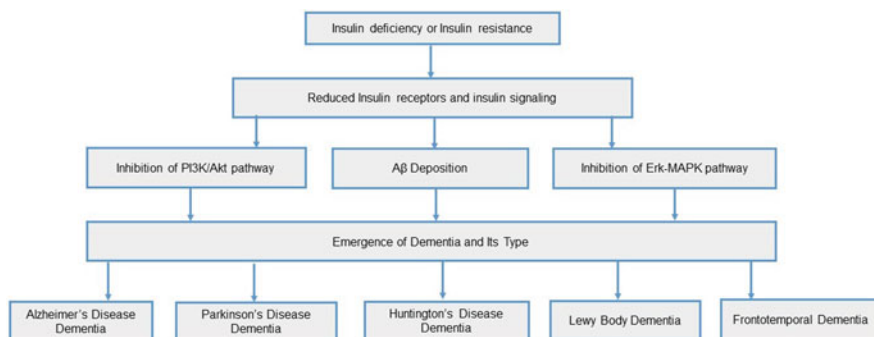 Insulin deficiency or Insulin resistance
Reduced Insulin receptors and insulin signaling
Inhibition of PI3K/Akt pathway
Aβ Deposition
Inhibition of Erk-MAPK pathway
Emergence of Dementia and Its Type
Alzheimer's Disease
Dementia
Parkinson's Disease
Dementia
Huntington's Disease
Dementia
Lewy Body Dementia
Frontotemporal Dementia